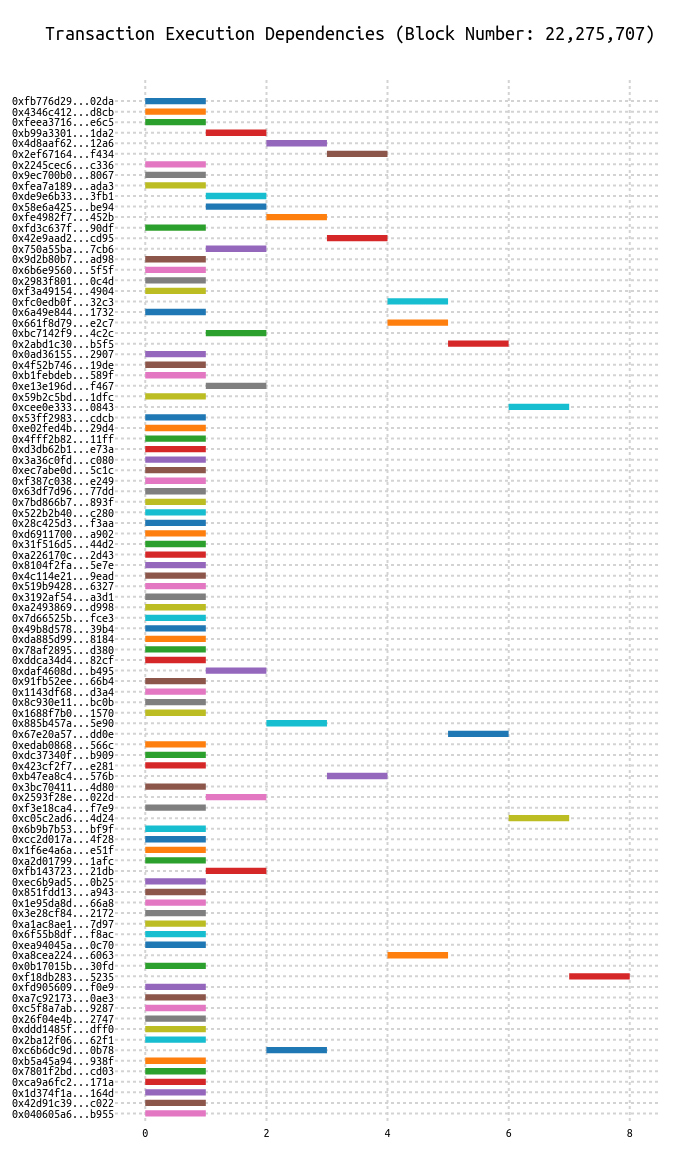 Transaction Execution Dependencies (Block Number: 22,275,707)
0xfb776d29...02da
0x4346c412...d8cb
0xfeea3716...e6c5
0xb99a3301...1da2
0x4d8aaf62...12a6
0x2ef67164...f434
0x2245cec6...c336
0x9ec700b0...8067
0xfea7a189...ada3
0xde9e6b33...3fb1
0x58e6a425...be94
0xfe4982f7...452b
0xfd3c637f...90df
0x42e9aad2...cd95
0x750a55ba...7cb6
0x9d2b80b7...ad98
0x6b6e9560...5f5f
0x2983f801...0c4d
0xf3a49154...4904
0xfc0edb0f...32c3
0x6a49e844...1732
0x661f8d79...e2c7
0xbc7142f9...4c2c
0x2abd1c30...b5f5
0x0ad36155...2907
0x4f52b746...19de
0xb1febdeb...589f
0xe13e196d...f467
0x59b2c5bd...1dfc
0xcee0e333...0843
0x53ff2983...cdcb
0xe02fed4b...29d4
0x4fff2b82...11ff
0xd3db62b1...e73a
0x3a36c0fd...c080
0xec7abe0d...5c1c
0xf387c038...e249
0x63df7d96...77dd
0x7bd866b7...893f
0x522b2b40...c280
0x28c425d3...f3aa
0xd6911700...a902
0x31f516d5...44d2
0xa226170c...2d43
0x8104f2fa...5e7e
0x4c114e21...9ead
0x519b9428...6327
0x3192af54...a3d1
0xa2493869...d998
0x7d66525b...fce3
0x49b8d578...39b4
0xda885d99...8184
0x78af2895...d380
0xddca34d4...82cf
0xdaf4608d...b495
0x91fb52ee...66b4
0x1143df68...d3a4
0x8c930e11...bc0b
0x1688f7b0...1570
0x885b457a...5e90
0x67e20a57...dd0e
0xedab0868...566c
0xdc37340f...b909
0x423cf2f7...e281
0xb47ea8c4...576b
0x3bc70411...4d80
0x2593f28e...022d
0xf3e18ca4...f7e9
0xc05c2ad6...4d24
0x6b9b7b53...bf9f
0xcc2d017a...4f28
0x1f6e4a6a...e51f
0xa2d01799...1afc
0xfb143723...21db
0xec6b9ad5...0b25
0x851fdd13...a943
0x1e95da8d...66a8
0x3e28cf84...2172
0xa1ac8ae1...7d97
0x6f55b8df...f8ac
0xea94045a...0c70
0xa8cea224...6063
0x0b17015b...30fd
0xf18db283...5235
0xfd905609...f0e9
0xa7c92173...0ae3
0xc5f8a7ab...9287
0x26f04e4b...2747
0xddd1485f...dff0
0x2ba12f06...62f1
0xc6b6dc9d...0b78
0xb5a45a94...938f
0x7801f2bd...cd03
0xca9a6fc2...171a
0x1d374f1a...164d
0x42d91c39...c022
0x040605a6...b955
0 2 4 6 8